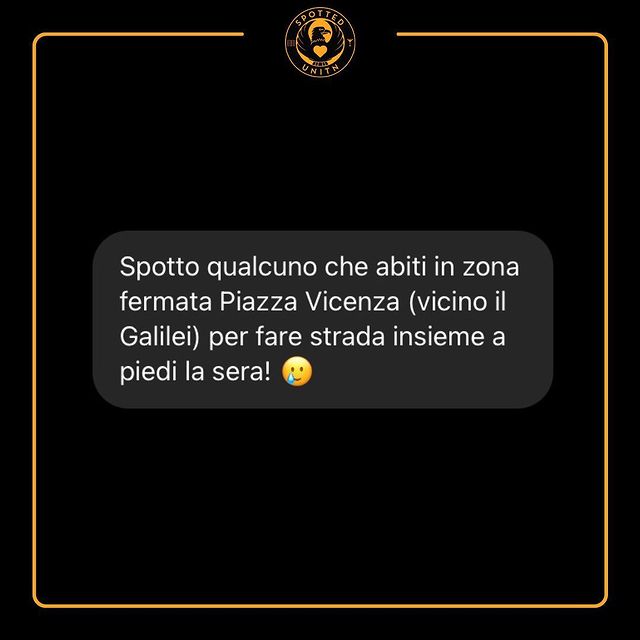 SPOTTED
UNITN
Spotto qualcuno che abiti in zona
fermata Piazza Vicenza (vicino il
Galilei) per fare strada insieme a
piedi la sera! 🥲